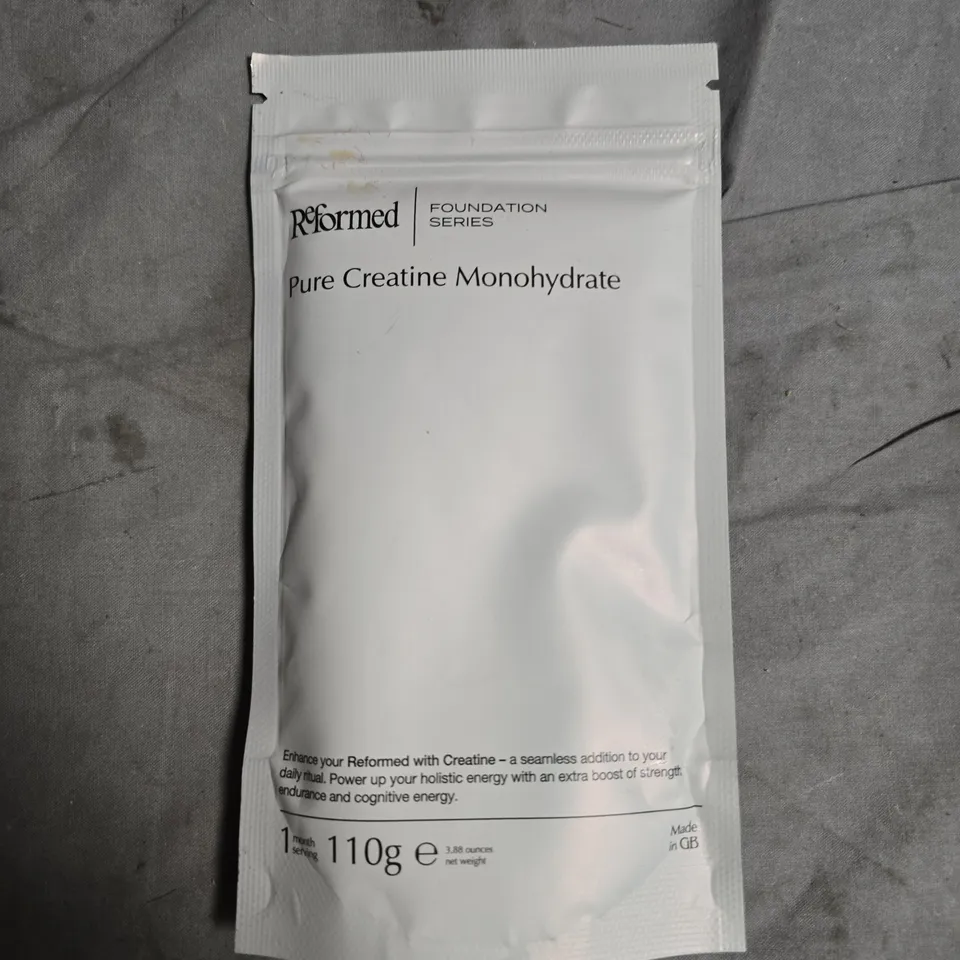 Reformed
FOUNDATION
SERIES
Pure Creatine Monohydrate
Enhance your Reformed with Creatine – a seamless addition to your
daily ritual. Power up your holistic energy with an extra boost of strength
endurance and cognitive energy.
1 month
serving
110g e
3.88 ounces
net weight
Made
in GB